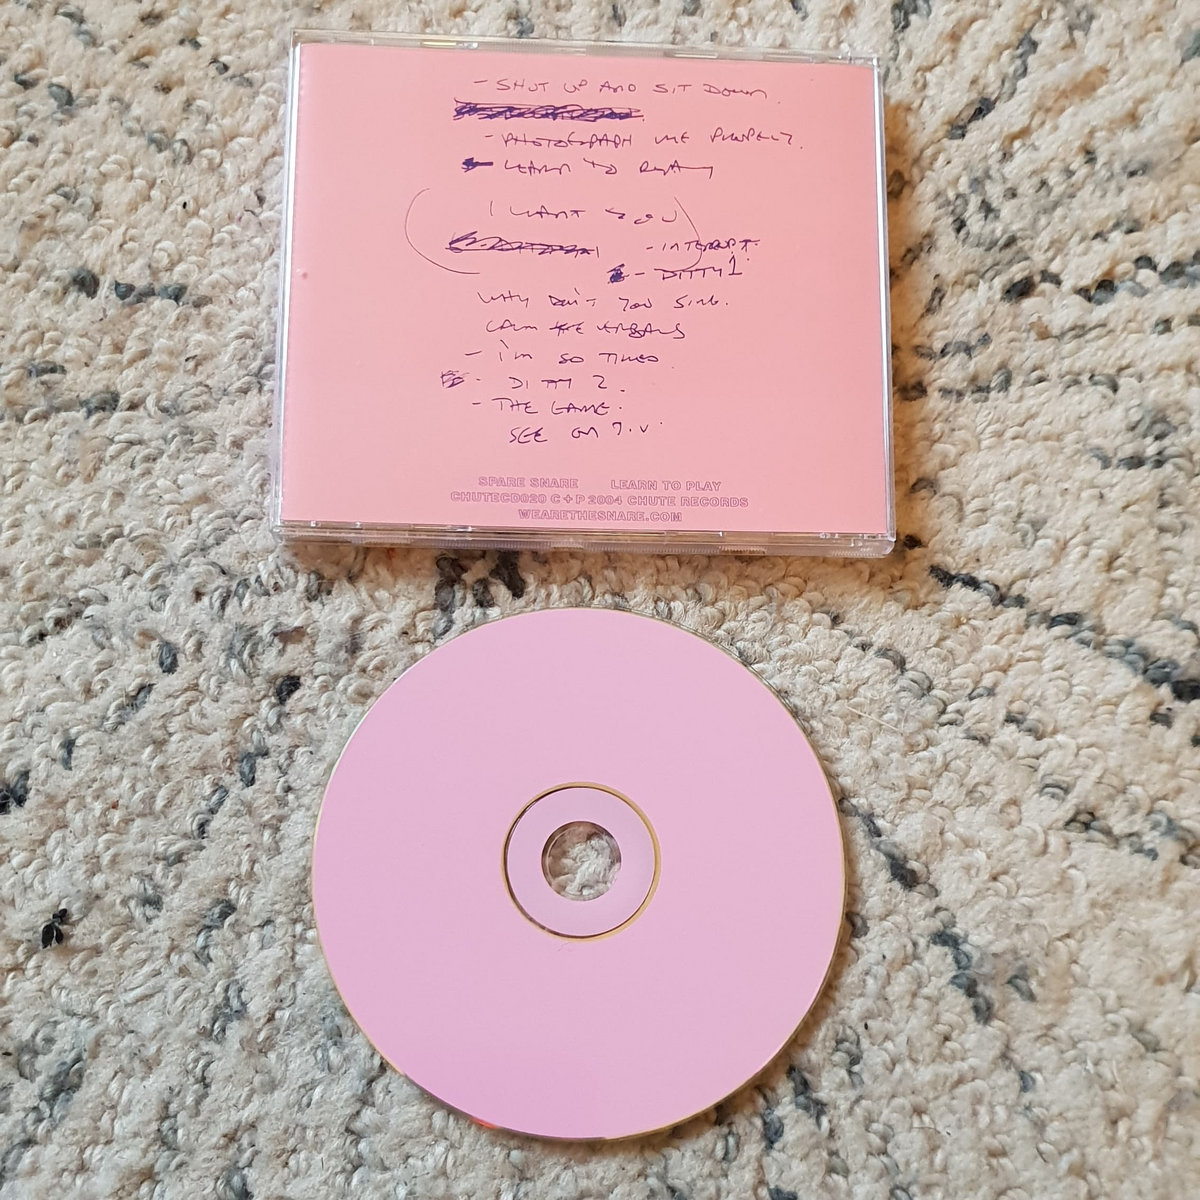 - SHUT UP AND SIT DOWN.
- PHOTOGRAPH ME PROPERLY.
- LEARN TO PLAY
I WANT YOU
- INTERRUPT.
- DITTY 1.
WHY DON'T YOU SING.
CALM THE
- I'M SO TIRED
- DITTY 2.
- THE GAME.
SEE ON T.V.
SPARE SNARE LEARN TO PLAY
CHUTECD020 C + P 2004 CHUTE RECORDS
WEARETHESNARE.COM